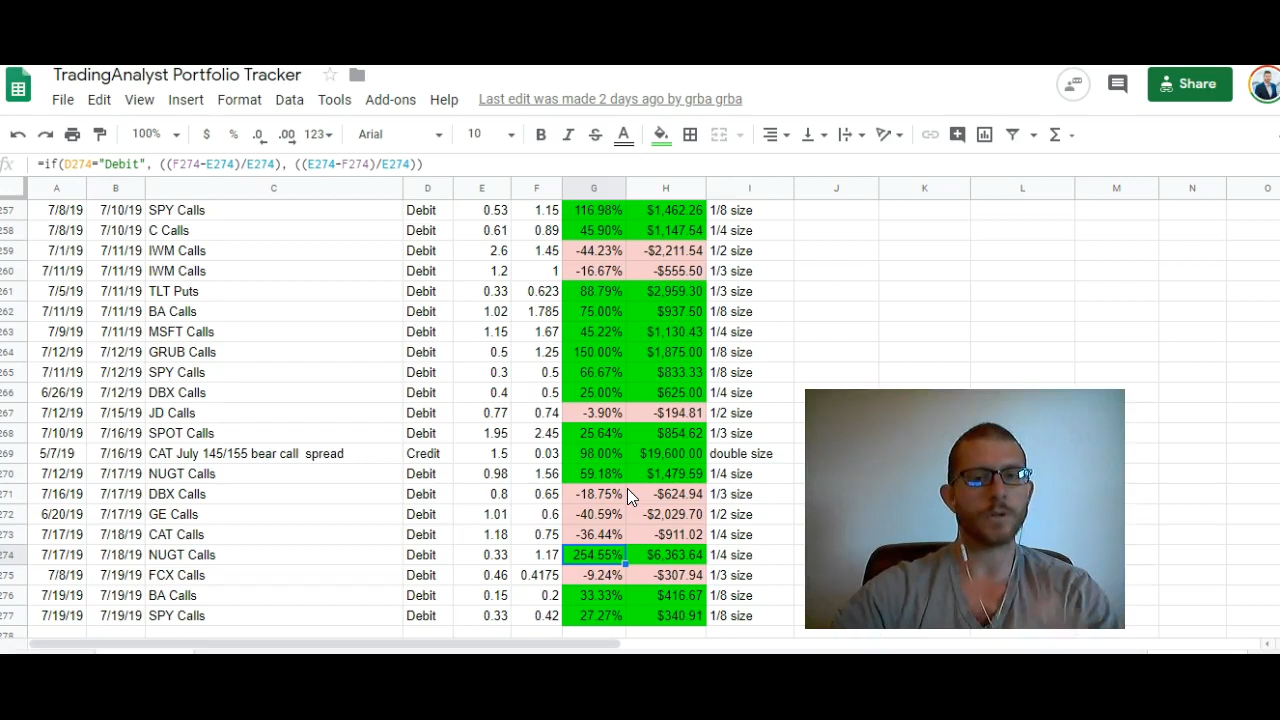 TradingAnalyst Portfolio Tracker
File Edit View Insert Format Data Tools Add-ons Help Last edit was made 2 days ago by grba grba
Share
100% $ % .0 .00 123 Arial 10 B I S A Σ
fx =if(D274="Debit", ((F274-E274)/E274), ((E274-F274)/E274))
A B C D E F G H I J K L M N O
257 7/8/19 7/10/19 SPY Calls Debit 0.53 1.15 116.98% $1,462.26 1/8 size
258 7/8/19 7/10/19 C Calls Debit 0.61 0.89 45.90% $1,147.54 1/4 size
259 7/1/19 7/11/19 IWM Calls Debit 2.6 1.45 -44.23% -$2,211.54 1/2 size
260 7/11/19 7/11/19 IWM Calls Debit 1.2 1 -16.67% -$555.50 1/3 size
261 7/5/19 7/11/19 TLT Puts Debit 0.33 0.623 88.79% $2,959.30 1/3 size
262 7/11/19 7/11/19 BA Calls Debit 1.02 1.785 75.00% $937.50 1/8 size
263 7/9/19 7/11/19 MSFT Calls Debit 1.15 1.67 45.22% $1,130.43 1/4 size
264 7/12/19 7/12/19 GRUB Calls Debit 0.5 1.25 150.00% $1,875.00 1/8 size
265 7/11/19 7/12/19 SPY Calls Debit 0.3 0.5 66.67% $833.33 1/8 size
266 6/26/19 7/12/19 DBX Calls Debit 0.4 0.5 25.00% $625.00 1/4 size
267 7/12/19 7/15/19 JD Calls Debit 0.77 0.74 -3.90% -$194.81 1/2 size
268 7/10/19 7/16/19 SPOT Calls Debit 1.95 2.45 25.64% $854.62 1/3 size
269 5/7/19 7/16/19 CAT July 145/155 bear call spread Credit 1.5 0.03 98.00% $19,600.00 double size
270 7/12/19 7/17/19 NUGT Calls Debit 0.98 1.56 59.18% $1,479.59 1/4 size
271 7/16/19 7/17/19 DBX Calls Debit 0.8 0.65 -18.75% -$624.94 1/3 size
272 6/20/19 7/17/19 GE Calls Debit 1.01 0.6 -40.59% -$2,029.70 1/2 size
273 7/17/19 7/18/19 CAT Calls Debit 1.18 0.75 -36.44% -$911.02 1/4 size
274 7/17/19 7/18/19 NUGT Calls Debit 0.33 1.17 254.55% $6,363.64 1/4 size
275 7/8/19 7/19/19 FCX Calls Debit 0.46 0.4175 -9.24% -$307.94 1/3 size
276 7/19/19 7/19/19 BA Calls Debit 0.15 0.2 33.33% $416.67 1/8 size
277 7/19/19 7/19/19 SPY Calls Debit 0.33 0.42 27.27% $340.91 1/8 size
278